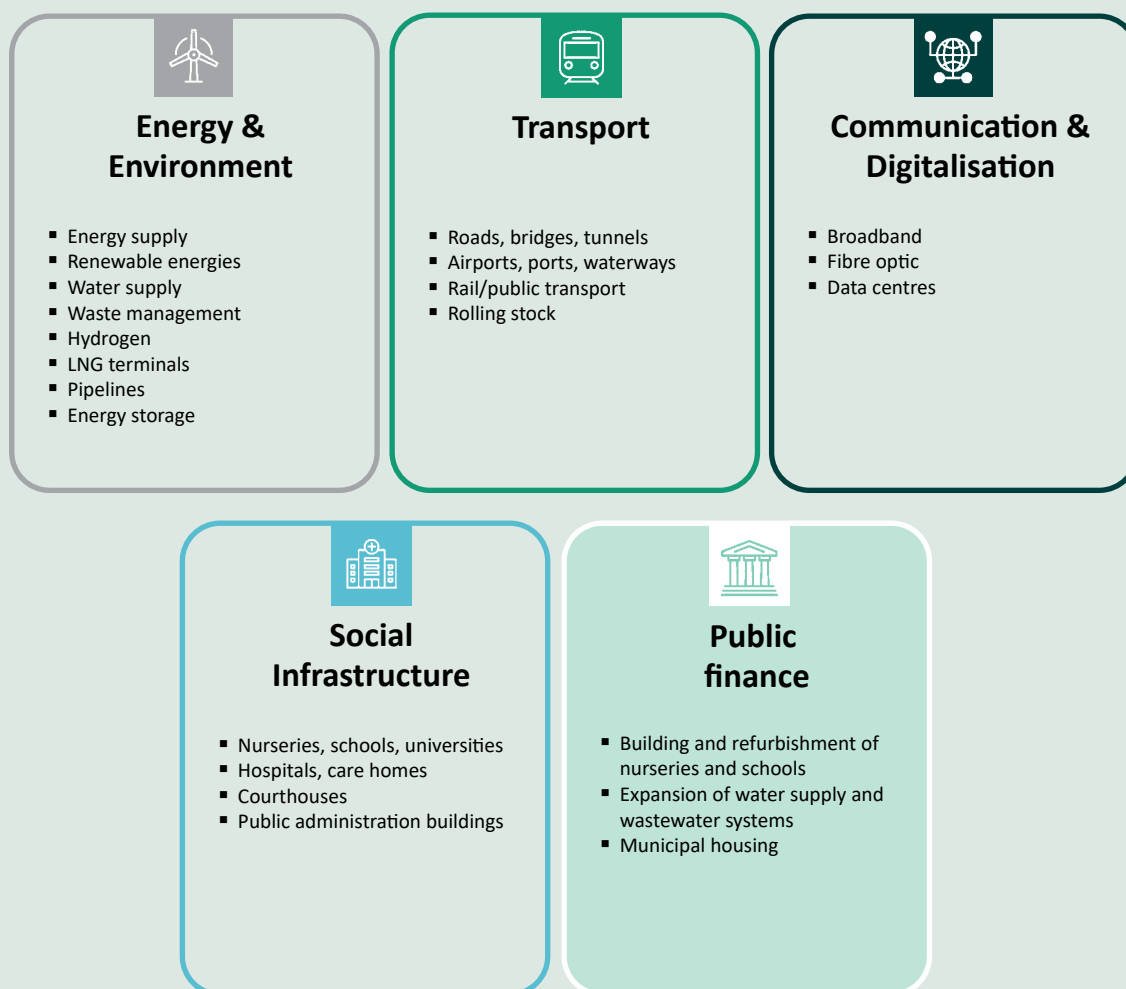 Energy &
Environment
▪ Energy supply
▪ Renewable energies
▪ Water supply
▪ Waste management
▪ Hydrogen
▪ LNG terminals
▪ Pipelines
▪ Energy storage
Transport
▪ Roads, bridges, tunnels
▪ Airports, ports, waterways
▪ Rail/public transport
▪ Rolling stock
Communication &
Digitalisation
▪ Broadband
▪ Fibre optic
▪ Data centres
Social
Infrastructure
▪ Nurseries, schools, universities
▪ Hospitals, care homes
▪ Courthouses
▪ Public administration buildings
Public
finance
▪ Building and refurbishment of
nurseries and schools
▪ Expansion of water supply and
wastewater systems
▪ Municipal housing